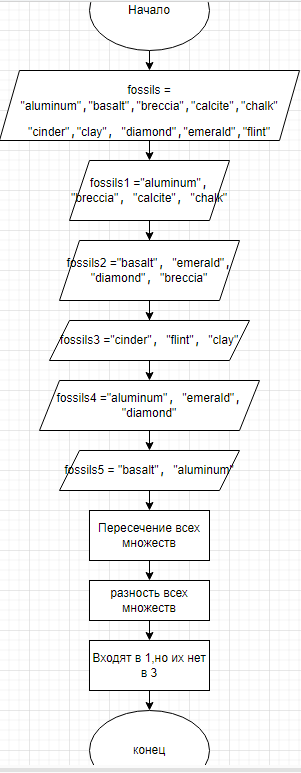 Начало
fossils =
"aluminum","basalt","breccia","calcite","chalk"
"cinder","clay", "diamond","emerald","flint"
fossils1 ="aluminum",
"breccia", "calcite", "chalk"
fossils2 ="basalt", "emerald",
"diamond", "breccia"
fossils3 ="cinder", "flint", "clay"
fossils4 ="aluminum", "emerald",
"diamond"
fossils5 = "basalt", "aluminum"
Пересечение всех
множеств
разность всех
множеств
Входят в 1,но их нет
в 3
конец